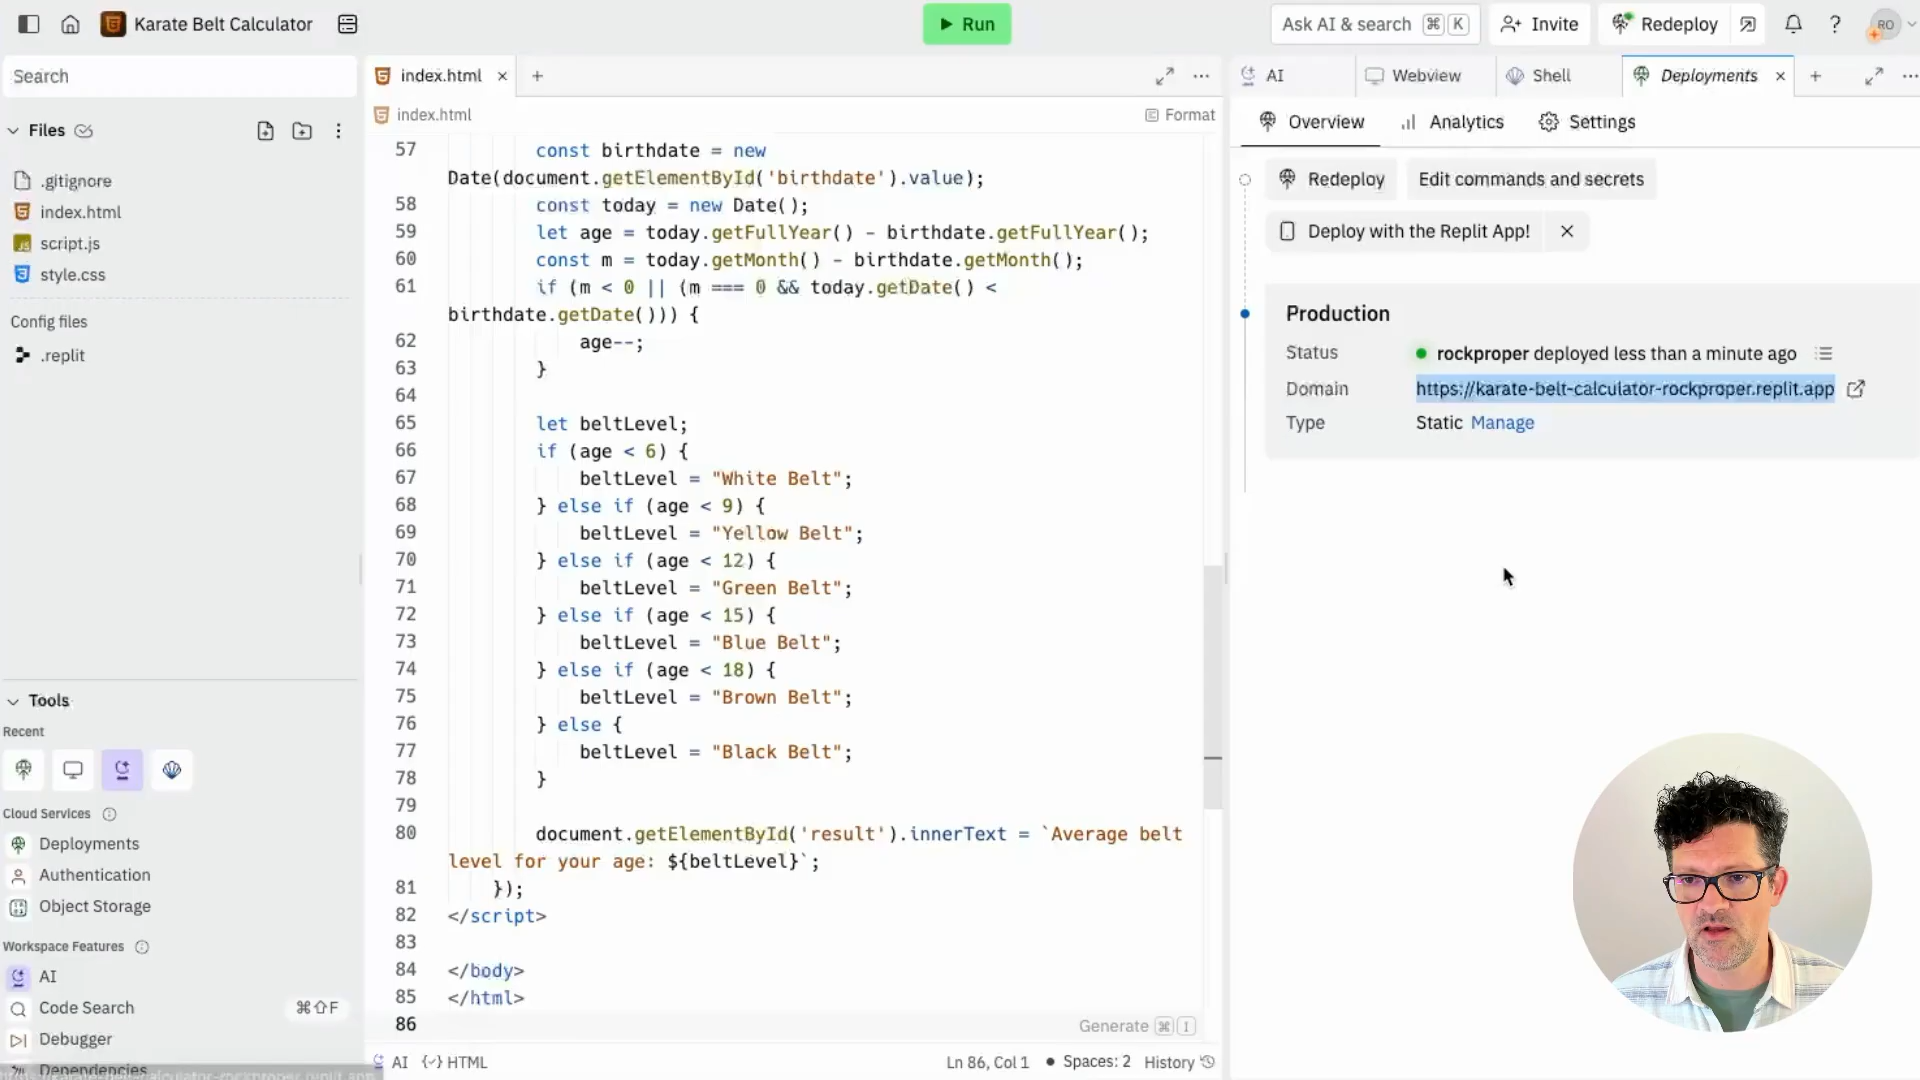 Karate Belt Calculator
Run
Ask AI & search ⌘ K
Invite
Redeploy
RO
Search
Files
.gitignore
index.html
script.js
style.css
Config files
.replit
Tools
Recent
Cloud Services
Deployments
Authentication
Object Storage
Workspace Features
AI
Code Search ⌘⇧F
Debugger
Dependencies
index.html
index.html
Format
57 const birthdate = new
Date(document.getElementById('birthdate').value);
58 const today = new Date();
59 let age = today.getFullYear() - birthdate.getFullYear();
60 const m = today.getMonth() - birthdate.getMonth();
61 if (m < 0 || (m === 0 && today.getDate() <
birthdate.getDate())) {
62 age--;
63 }
64
65 let beltLevel;
66 if (age < 6) {
67 beltLevel = "White Belt";
68 } else if (age < 9) {
69 beltLevel = "Yellow Belt";
70 } else if (age < 12) {
71 beltLevel = "Green Belt";
72 } else if (age < 15) {
73 beltLevel = "Blue Belt";
74 } else if (age < 18) {
75 beltLevel = "Brown Belt";
76 } else {
77 beltLevel = "Black Belt";
78 }
79
80 document.getElementById('result').innerText = `Average belt
level for your age: ${beltLevel}`;
81 });
82 </script>
83
84 </body>
85 </html>
86
Generate ⌘ I
AI {✓} HTML
Ln 86, Col 1 • Spaces: 2 History
AI
Webview
Shell
Deployments
Overview
Analytics
Settings
Redeploy
Edit commands and secrets
Deploy with the Replit App!
Production
Status rockproper deployed less than a minute ago
Domain https://karate-belt-calculator-rockproper.replit.app
Type Static Manage